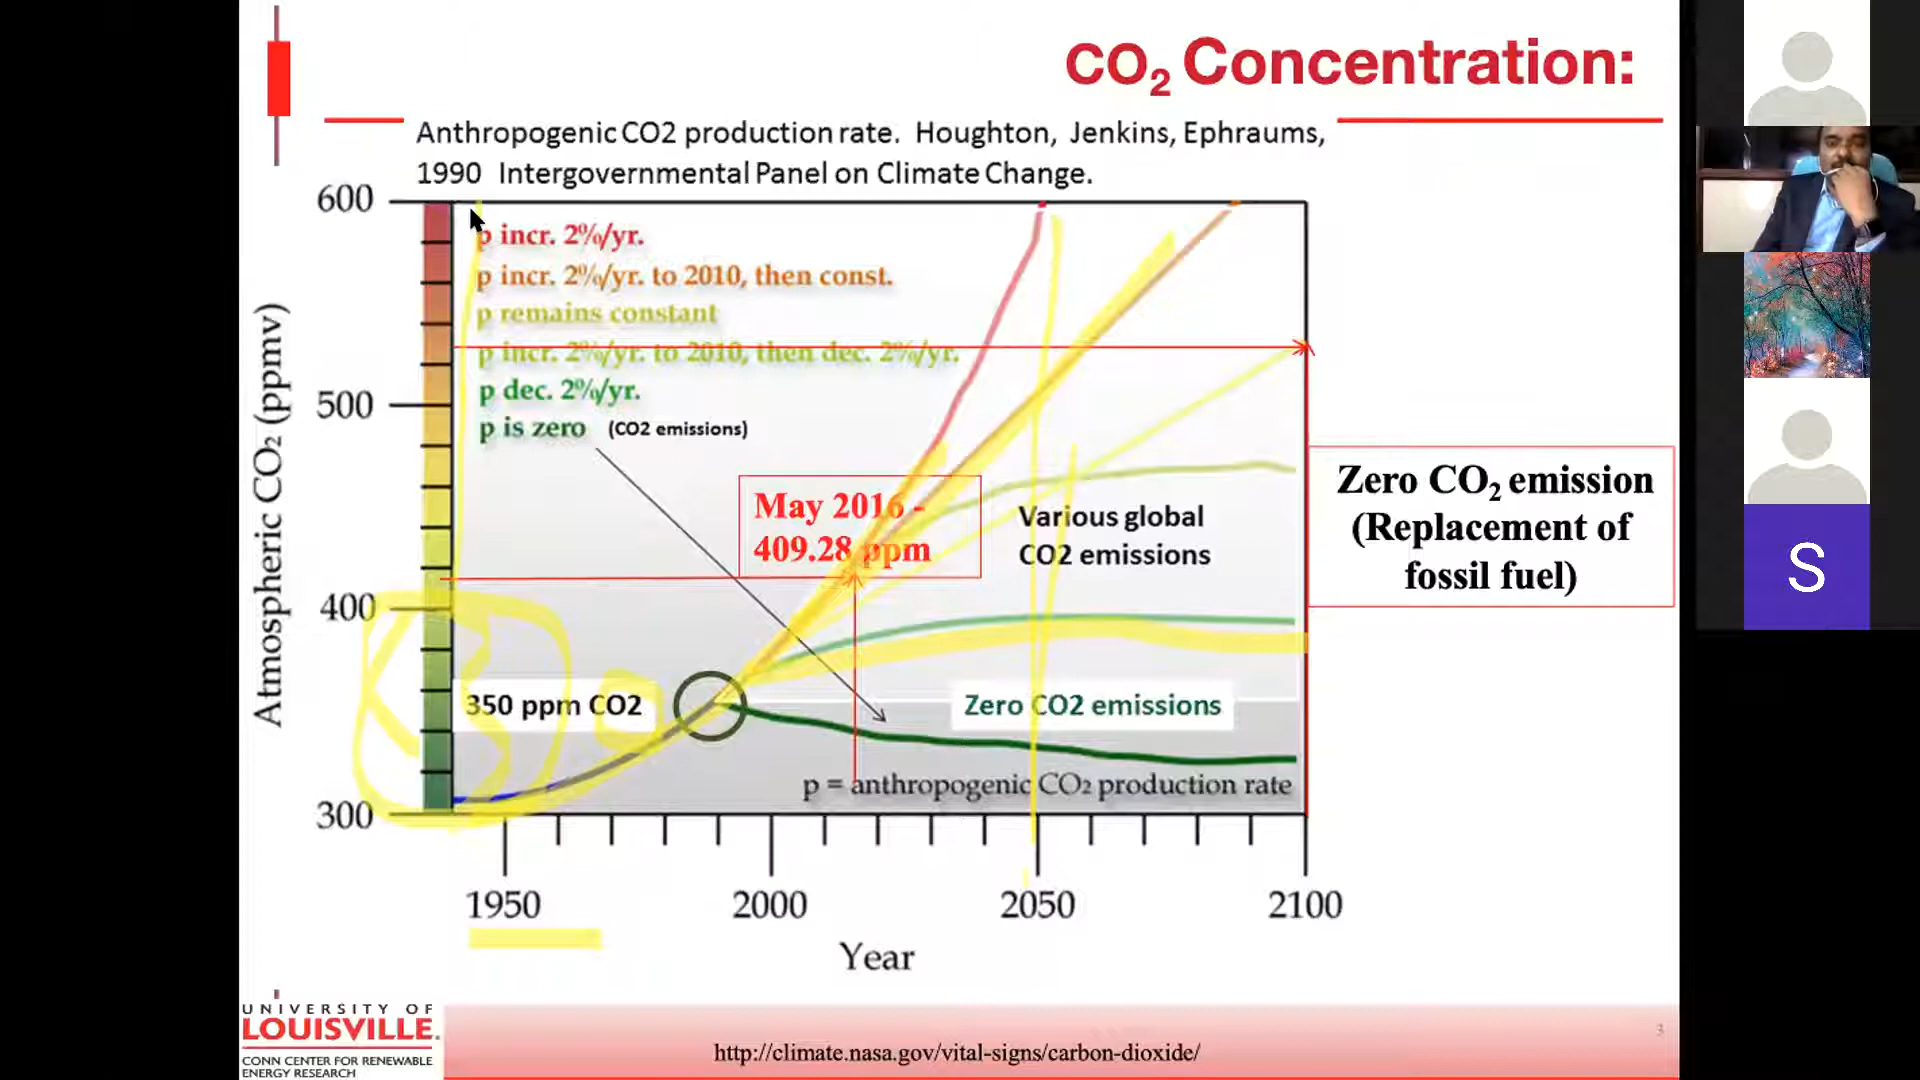 CO₂ Concentration:
Anthropogenic CO2 production rate. Houghton, Jenkins, Ephraums,
1990 Intergovernmental Panel on Climate Change.
600
500
400
300
Atmospheric CO₂ (ppmv)
p incr. 2%/yr.
p incr. 2%/yr. to 2010, then const.
p remains constant
p incr. 2%/yr. to 2010, then dec. 2%/yr.
p dec. 2%/yr.
p is zero (CO2 emissions)
May 2016 -
409.28 ppm
Various global
CO2 emissions
Zero CO₂ emission
(Replacement of
fossil fuel)
S
350 ppm CO2
Zero CO2 emissions
p = anthropogenic CO₂ production rate
1950 2000 2050 2100
Year
UNIVERSITY OF
LOUISVILLE.
CONN CENTER FOR RENEWABLE
ENERGY RESEARCH
http://climate.nasa.gov/vital-signs/carbon-dioxide/
3